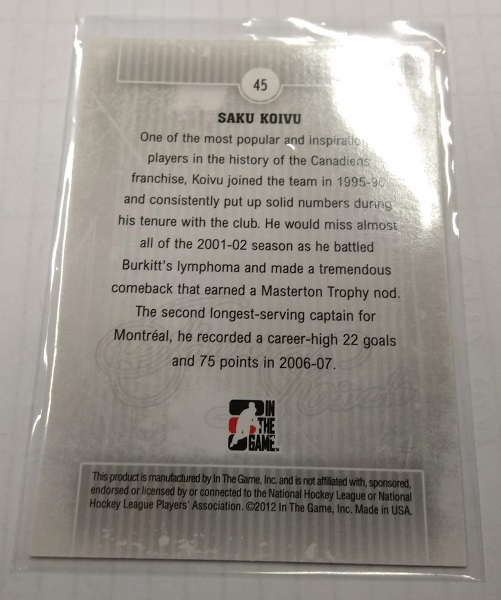 45
SAKU KOIVU
One of the most popular and inspirational
players in the history of the Canadiens
franchise, Koivu joined the team in 1995-96
and consistently put up solid numbers during
his tenure with the club. He would miss almost
all of the 2001-02 season as he battled
Burkitt's lymphoma and made a tremendous
comeback that earned a Masterton Trophy nod.
The second longest-serving captain for
Montréal, he recorded a career-high 22 goals
and 75 points in 2006-07.
IN
THE
GAME
This product is manufactured by In The Game, Inc. and is not affiliated with, sponsored,
endorsed or licensed by or connected to the National Hockey League or National
Hockey League Players' Association. ©2012 In The Game, Inc. Made in USA.